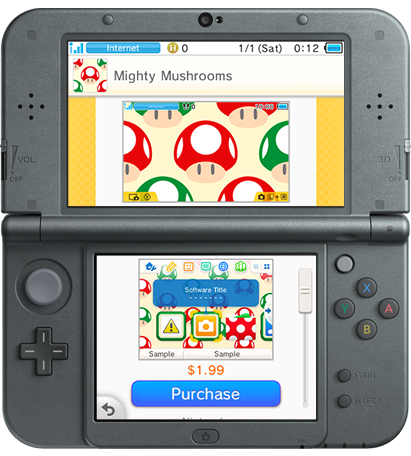 Internet 0 1/1 (Sat) 0:12
Mighty Mushrooms
VOL.
OFF
3D
OFF
Software Title
Sample Sample
$1.99
Purchase
X
Y A
B
START
SELECT
MIC